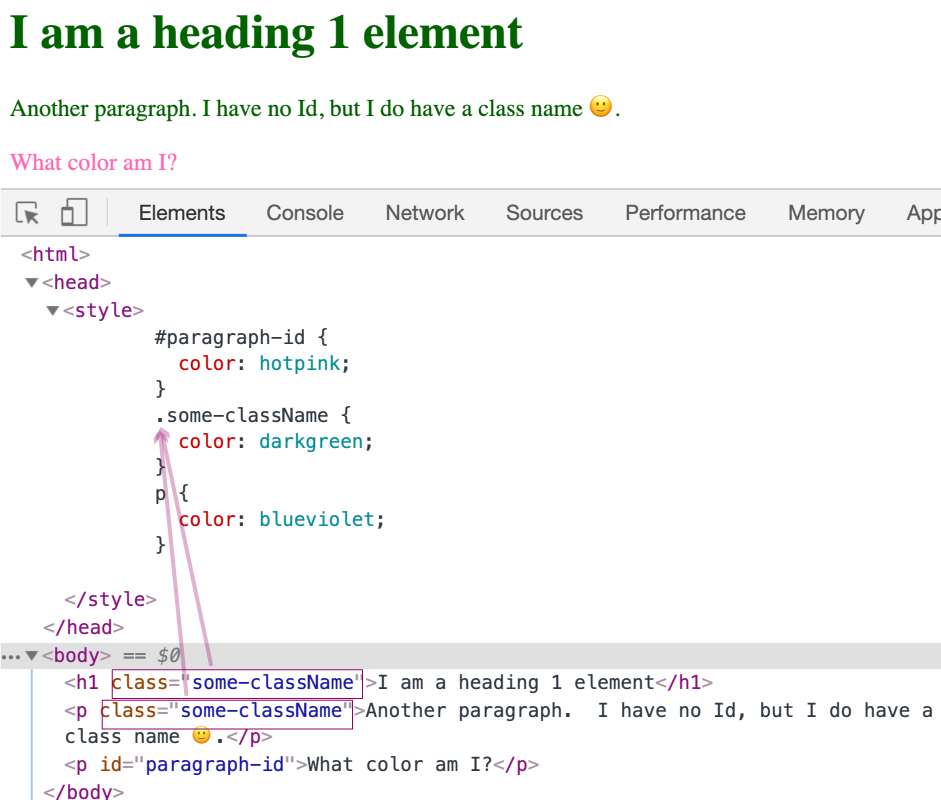 I am a heading 1 element
Another paragraph. I have no Id, but I do have a class name 🙂.
What color am I?
Elements Console Network Sources Performance Memory App
<html>
▼<head>
▼<style>
#paragraph-id {
color: hotpink;
}
.some-className {
color: darkgreen;
}
p {
color: blueviolet;
}
</style>
</head>
…▼<body> == $0
<h1 class="some-className">I am a heading 1 element</h1>
<p class="some-className">Another paragraph.  I have no Id, but I do have a
class name 🙂.</p>
<p id="paragraph-id">What color am I?</p>
</body>